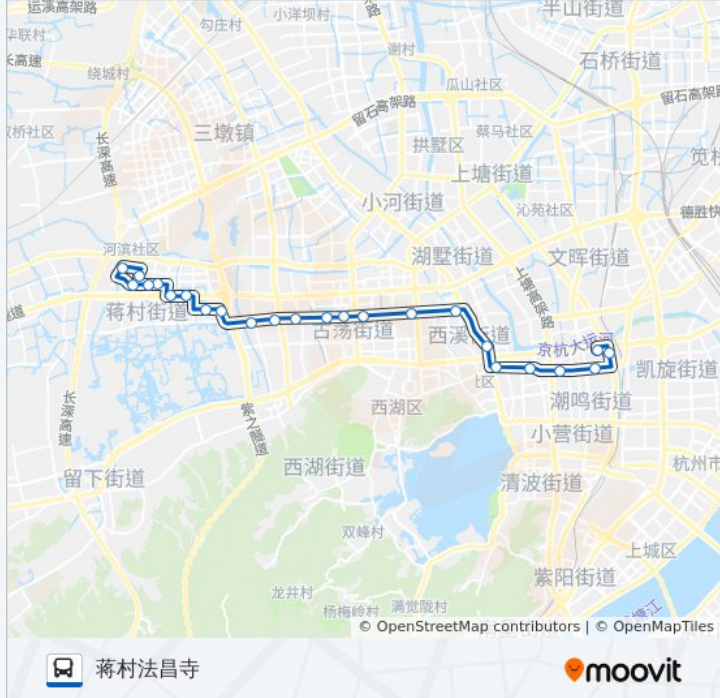 运溪高架路
小洋坝村
路
半山街道
勾庄村
华联村
谢村
石桥街道
长高速
绕城村
瓜山社区
留石高架路
留石高架路
三墩镇
蔡马社区
长深高速
拱墅区
上塘街道
小河街道
沁苑社区
德胜快
河滨社区
湖墅街道
文晖街道
上塘高架路
蒋村街道
古荡街道
西溪
道
京杭大运河
凯旋街道
长深高速
紫之隧道
西湖区
潮鸣街道
小营街道
杭州市
留下街道
西湖街道
清波街道
双峰村
上城区
紫阳街道
龙井村
杨梅岭村
满觉陇村
© OpenStreetMap contributors | © OpenMapTiles
蒋村法昌寺
moovit